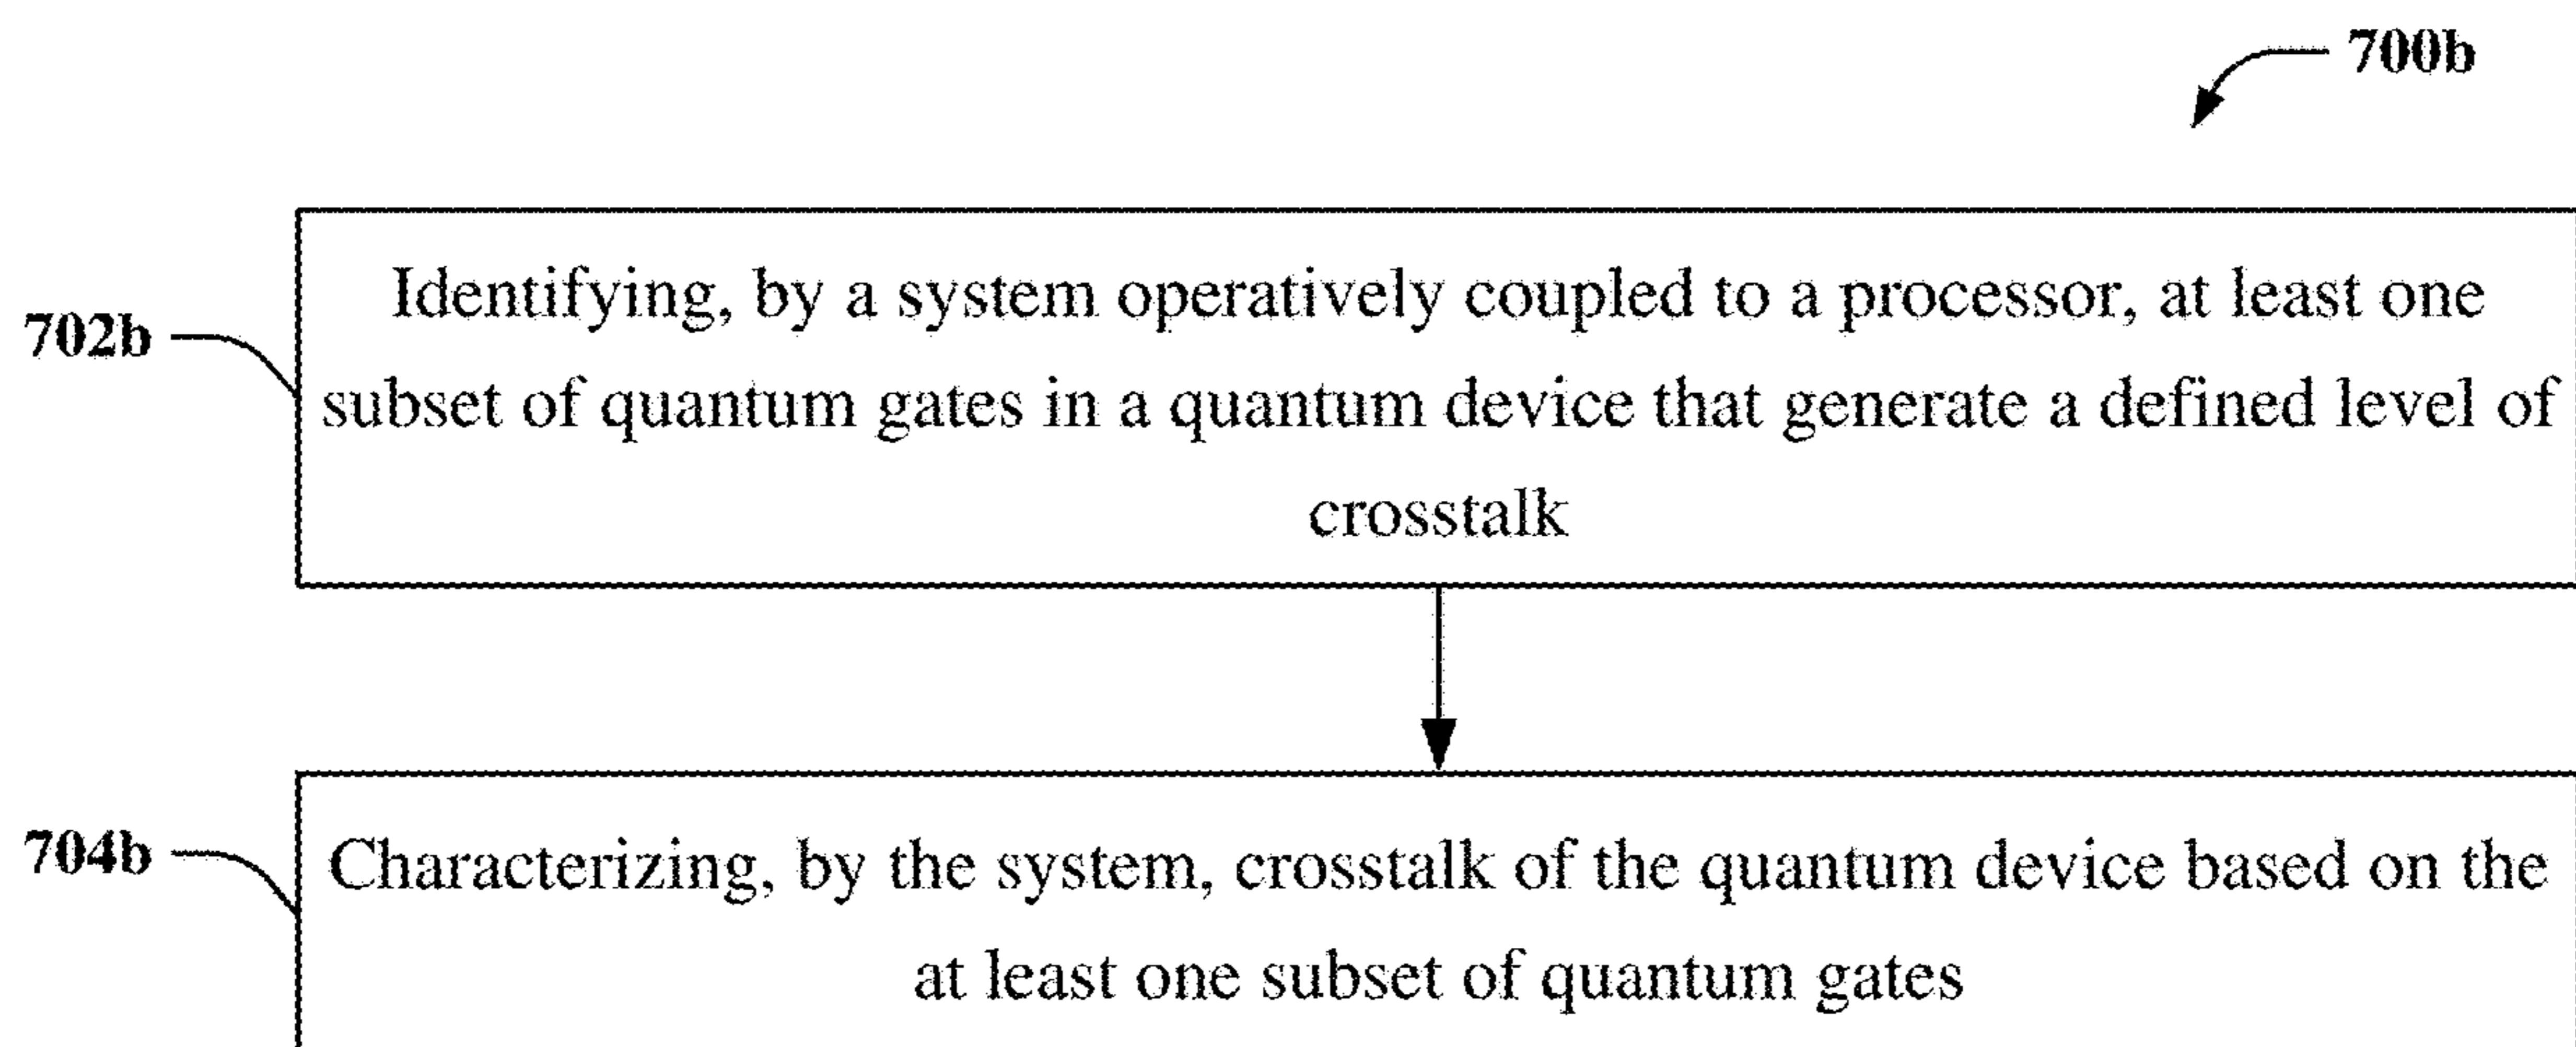 700b
702b
Identifying, by a system operatively coupled to a processor, at least one
subset of quantum gates in a quantum device that generate a defined level of
crosstalk
704b
Characterizing, by the system, crosstalk of the quantum device based on the
at least one subset of quantum gates